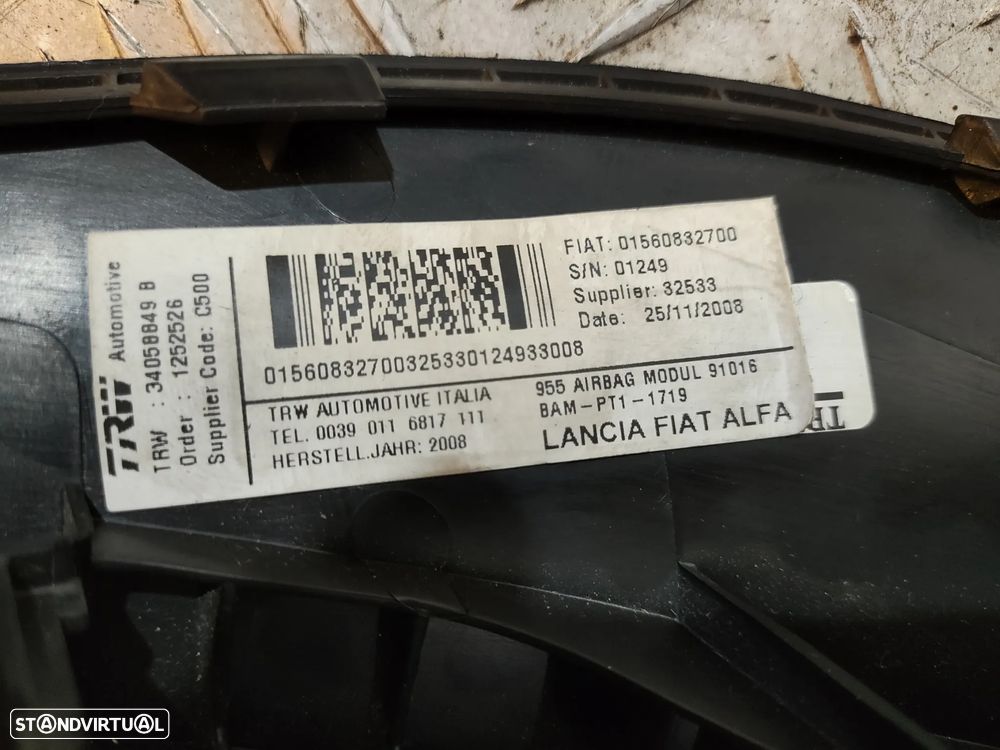 TRW Automotive
TRW : 34058849 B
Order : 1252526
Supplier Code: C500
FIAT: 01560832700
S/N: 01249
Supplier: 32533
Date: 25/11/2008
01560832700325330124933008
TRW AUTOMOTIVE ITALIA
TEL. 0039 011 6817 111
HERSTELL.JAHR: 2008
955 AIRBAG MODUL 91016
BAM-PT1-1719
LANCIA FIAT ALFA
STANDVIRTUAL